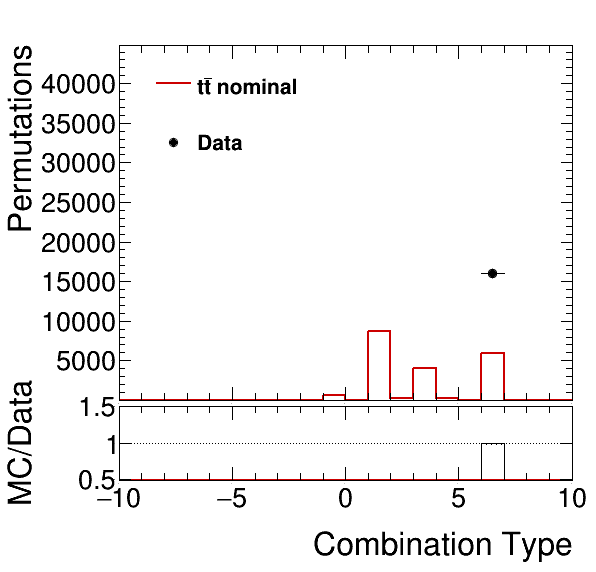 Permutations
40000
35000
30000
25000
20000
15000
10000
5000
tt̄ nominal
Data
MC/Data
1.5
1
0.5
−10 −5 0 5 10
Combination Type